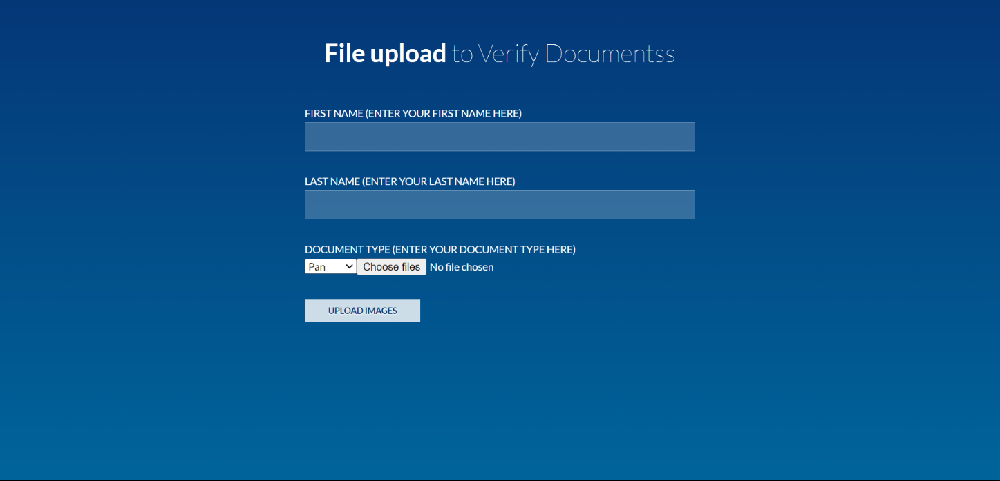 File upload to Verify Documentss
FIRST NAME (ENTER YOUR FIRST NAME HERE)
LAST NAME (ENTER YOUR LAST NAME HERE)
DOCUMENT TYPE (ENTER YOUR DOCUMENT TYPE HERE)
Pan Choose files No file chosen
UPLOAD IMAGES